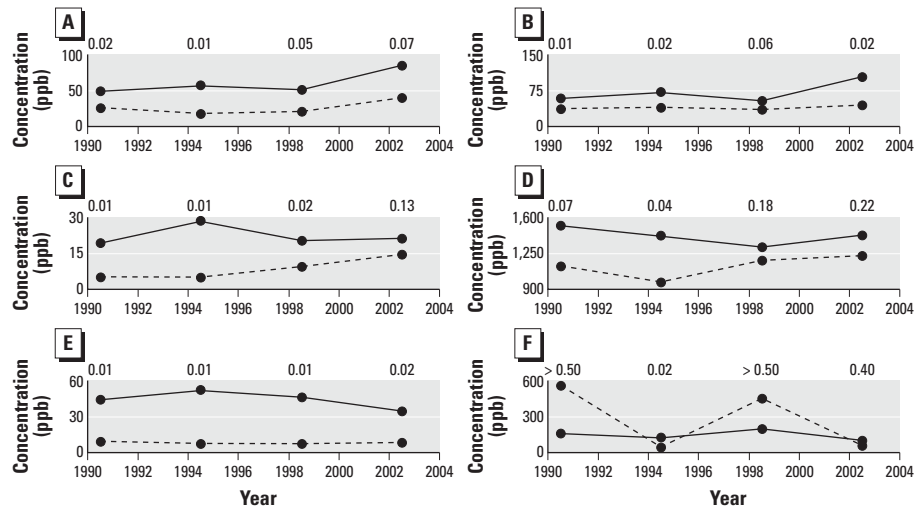 A
0.02 0.01 0.05 0.07
Concentration
(ppb)
100
50
0
1990 1992 1994 1996 1998 2000 2002 2004
B
0.01 0.02 0.06 0.02
Concentration
(ppb)
150
75
0
1990 1992 1994 1996 1998 2000 2002 2004
C
0.01 0.01 0.02 0.13
Concentration
(ppb)
30
15
0
1990 1992 1994 1996 1998 2000 2002 2004
D
0.07 0.04 0.18 0.22
Concentration
(ppb)
1,600
1,250
900
1990 1992 1994 1996 1998 2000 2002 2004
E
0.01 0.01 0.01 0.02
Concentration
(ppb)
60
30
0
1990 1992 1994 1996 1998 2000 2002 2004
Year
F
> 0.50 0.02 > 0.50 0.40
Concentration
(ppb)
600
300
0
1990 1992 1994 1996 1998 2000 2002 2004
Year